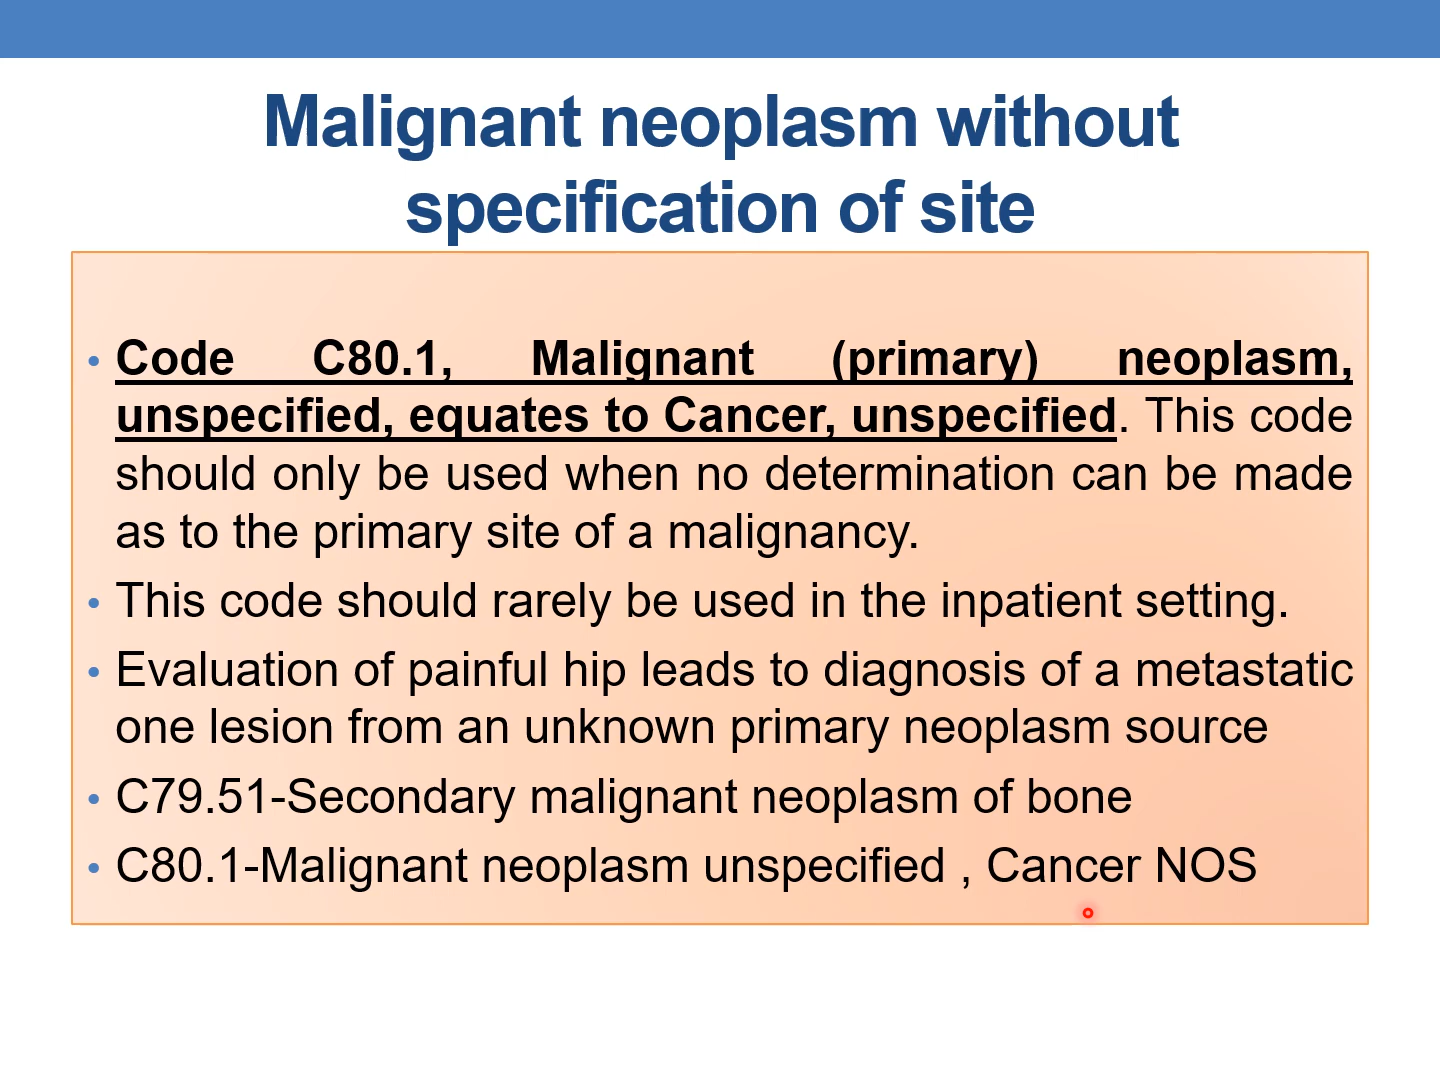 Malignant neoplasm without
specification of site
• Code C80.1, Malignant (primary) neoplasm,
unspecified, equates to Cancer, unspecified. This code
should only be used when no determination can be made
as to the primary site of a malignancy.
• This code should rarely be used in the inpatient setting.
• Evaluation of painful hip leads to diagnosis of a metastatic
one lesion from an unknown primary neoplasm source
• C79.51-Secondary malignant neoplasm of bone
• C80.1-Malignant neoplasm unspecified , Cancer NOS